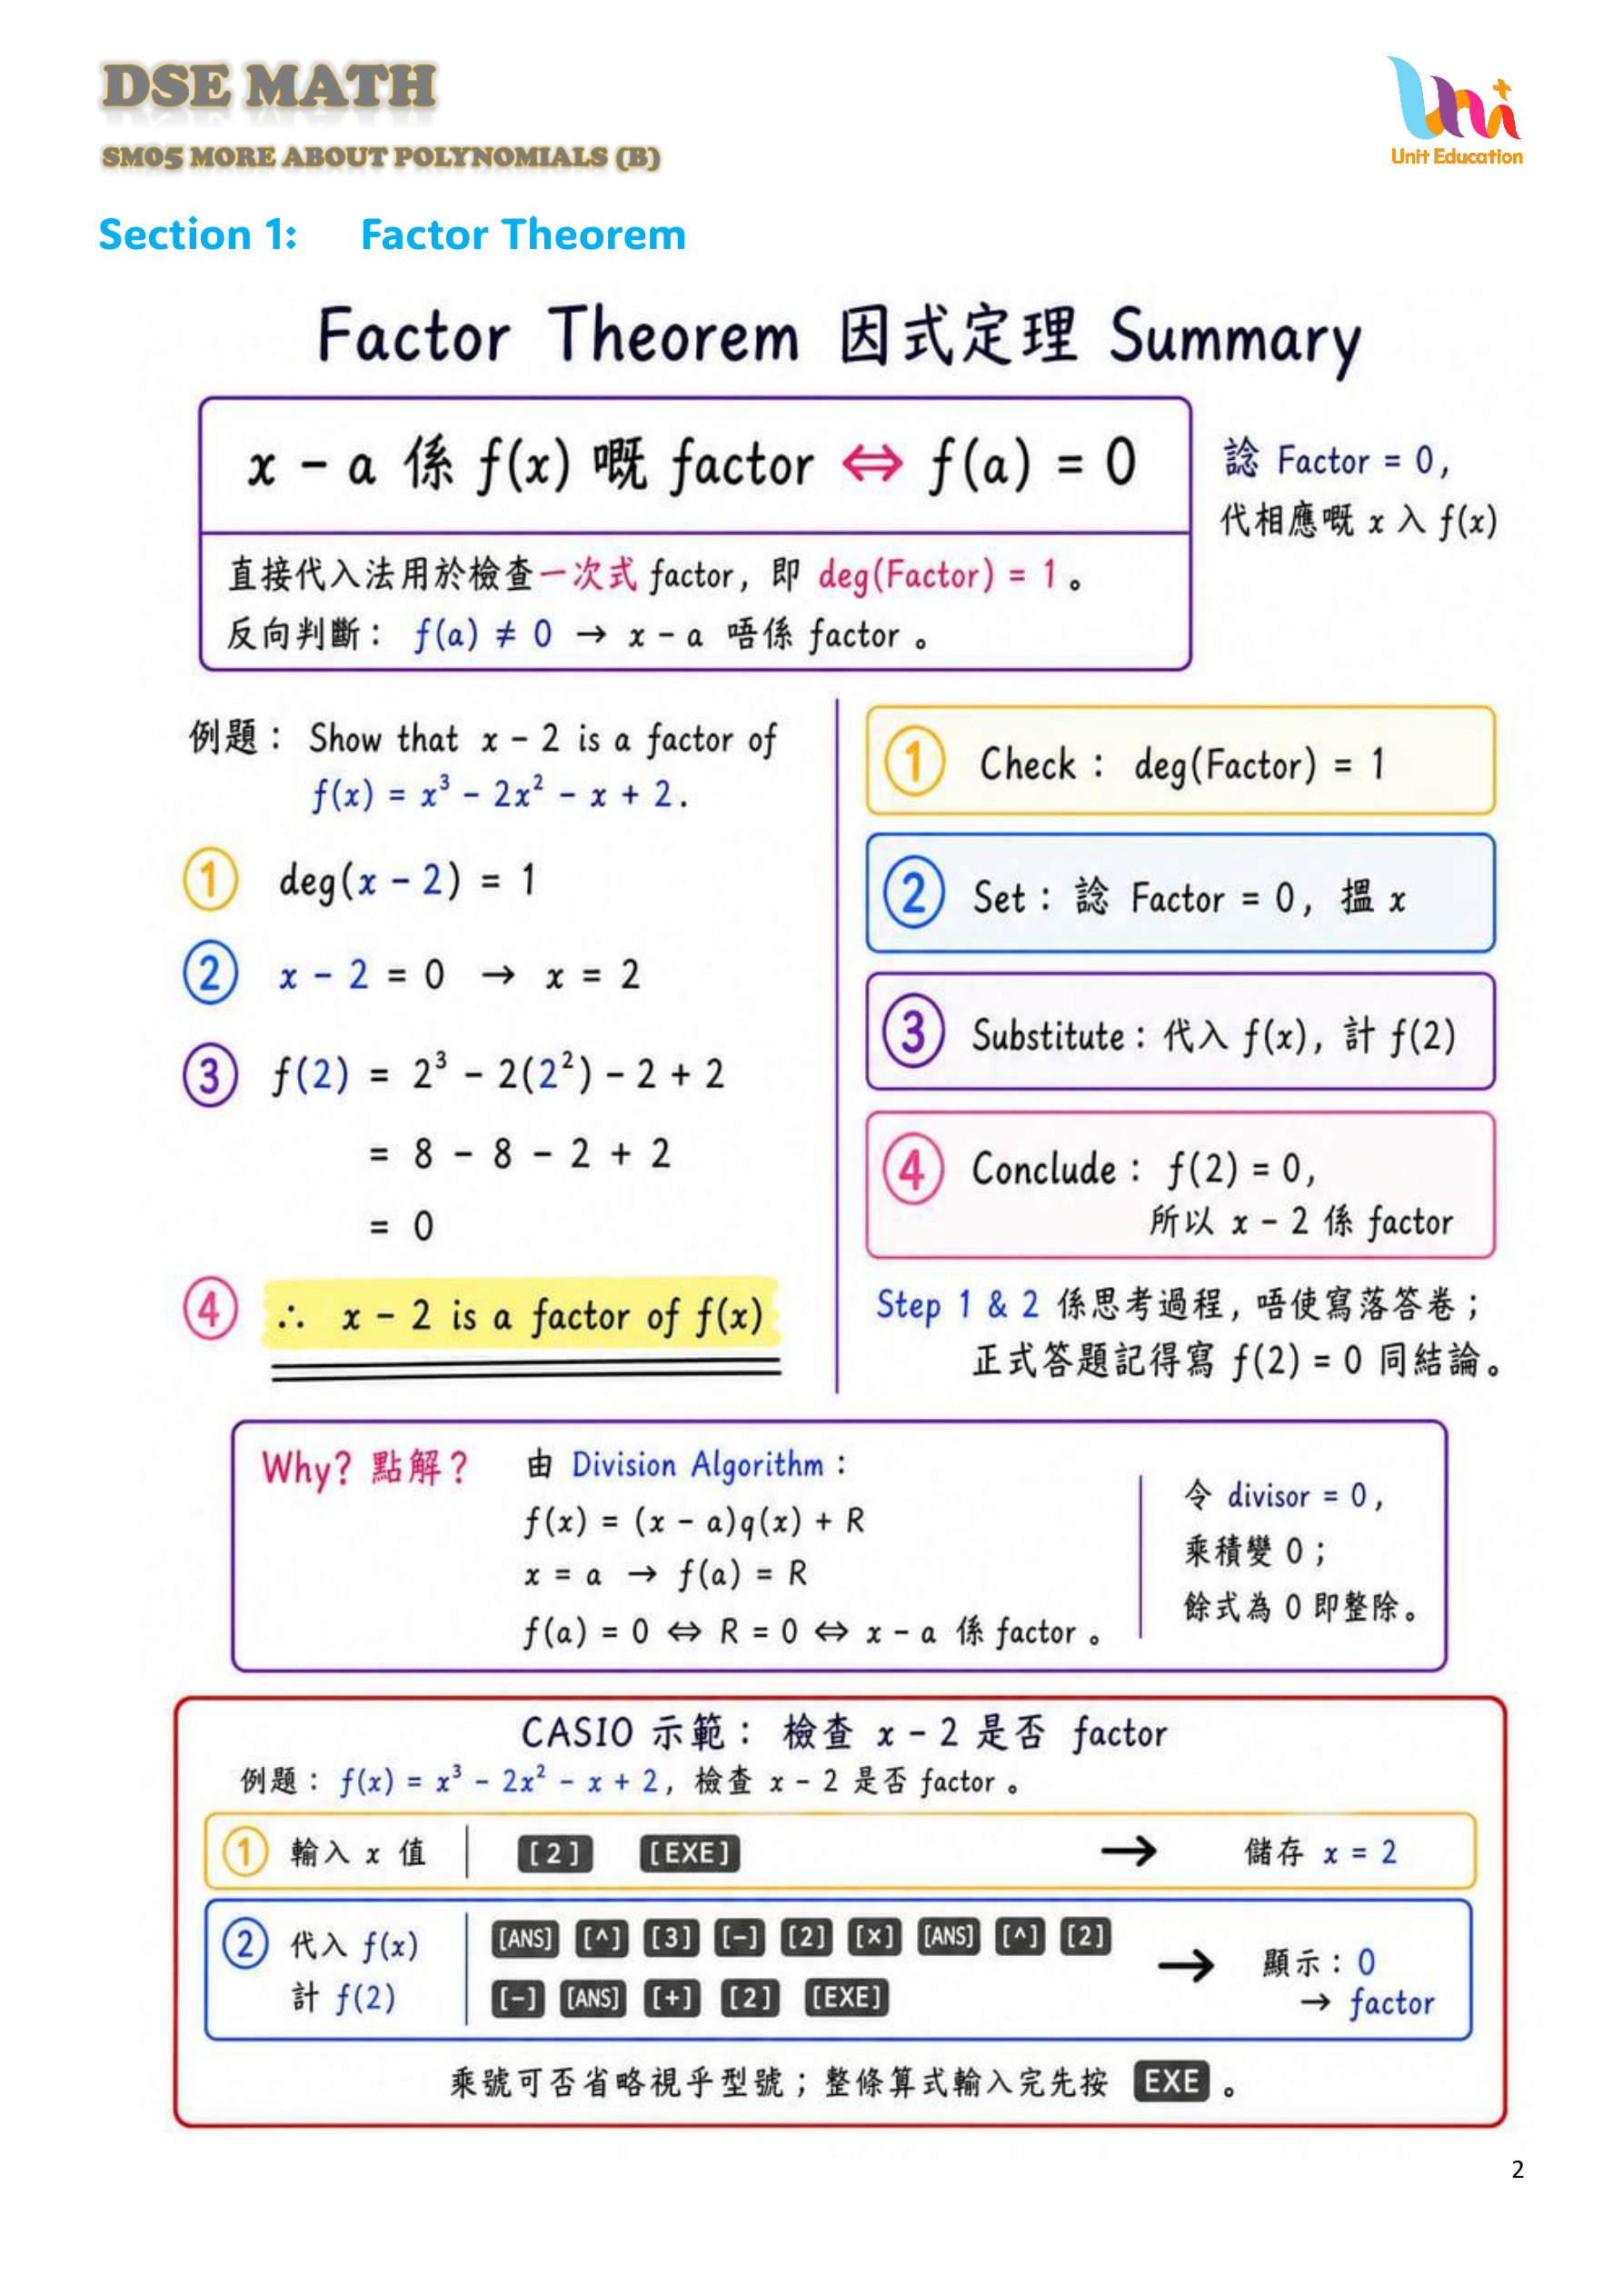 DSE MATH
SM05 MORE ABOUT POLYNOMIALS (B)
Unit Education
Section 1: Factor Theorem
Factor Theorem 因式定理 Summary
x - a 係 f(x) 嘅 factor ⇔ f(a) = 0
諗 Factor = 0,
代相應嘅 x 入 f(x)
直接代入法用於檢查一次式 factor, 即 deg(Factor) = 1 。
反向判斷： f(a) ≠ 0 → x - a 唔係 factor 。
例題： Show that x - 2 is a factor of
f(x) = x³ - 2x² - x + 2.
① deg(x - 2) = 1
② x - 2 = 0 → x = 2
③ f(2) = 2³ - 2(2²) - 2 + 2
= 8 - 8 - 2 + 2
= 0
④ ∴ x - 2 is a factor of f(x)
① Check： deg(Factor) = 1
② Set： 諗 Factor = 0, 搵 x
③ Substitute：代入 f(x), 計 f(2)
④ Conclude： f(2) = 0,
所以 x - 2 係 factor
Step 1 & 2 係思考過程, 唔使寫落答卷；
正式答題記得寫 f(2) = 0 同結論。
Why? 點解？
由 Division Algorithm：
f(x) = (x - a)q(x) + R
x = a → f(a) = R
f(a) = 0 ⇔ R = 0 ⇔ x - a 係 factor 。
令 divisor = 0,
乘積變 0；
餘式為 0 即整除。
CASIO 示範： 檢查 x - 2 是否 factor
例題： f(x) = x³ - 2x² - x + 2, 檢查 x - 2 是否 factor 。
① 輸入 x 值 [2] [EXE] → 儲存 x = 2
② 代入 f(x)
計 f(2)
[ANS] [^] [3] [-] [2] [×] [ANS] [^] [2]
[-] [ANS] [+] [2] [EXE]
→ 顯示：0
→ factor
乘號可否省略視乎型號；整條算式輸入完先按 EXE 。
2